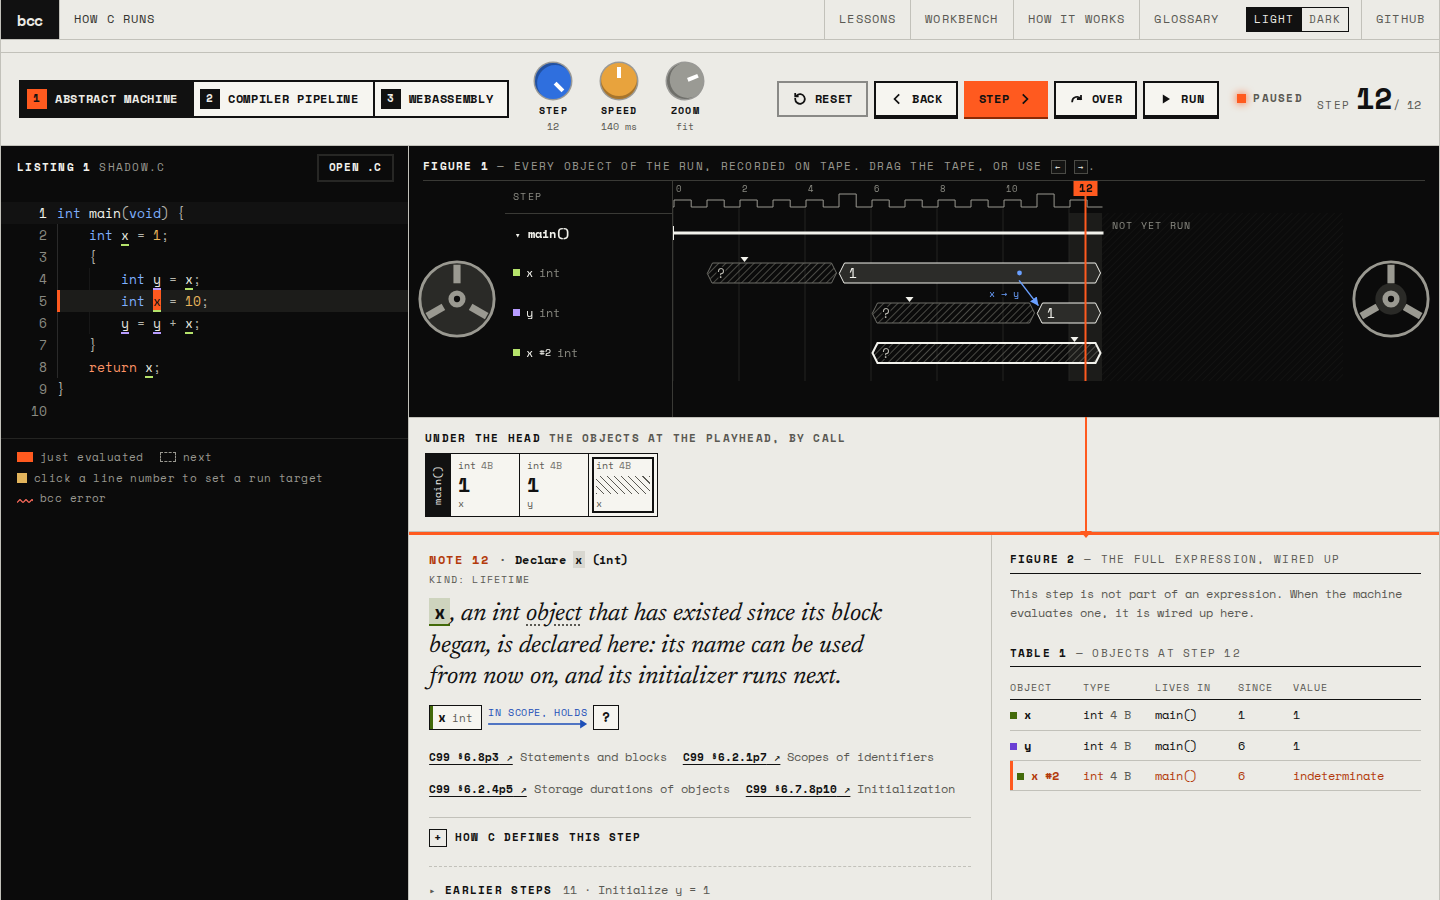 bcc HOW C RUNS LESSONS WORKBENCH HOW IT WORKS GLOSSARY LIGHT DARK GITHUB
1 ABSTRACT MACHINE 2 COMPILER PIPELINE 3 WEBASSEMBLY
STEP 12 SPEED 140 ms ZOOM fit
RESET BACK STEP OVER RUN PAUSED STEP 12 / 12
LISTING 1 SHADOW.C OPEN .C
1 int main(void) {
2 int x = 1;
3 {
4 int y = x;
5 int x = 10;
6 y = y + x;
7 }
8 return x;
9 }
10
just evaluated next
click a line number to set a run target
bcc error
FIGURE 1 — EVERY OBJECT OF THE RUN, RECORDED ON TAPE. DRAG THE TAPE, OR USE ← →.
STEP 0 2 4 6 8 10 12
▾ main() NOT YET RUN
x int ? 1
x → y
y int ? 1
x #2 int ?
UNDER THE HEAD THE OBJECTS AT THE PLAYHEAD, BY CALL
main()
int 4B int 4B int 4B
1 1
x y x
NOTE 12 · Declare x (int)
KIND: LIFETIME
x, an int object that has existed since its block
began, is declared here: its name can be used
from now on, and its initializer runs next.
x int IN SCOPE, HOLDS ?
C99 §6.8p3 ↗ Statements and blocks C99 §6.2.1p7 ↗ Scopes of identifiers
C99 §6.2.4p5 ↗ Storage durations of objects C99 §6.7.8p10 ↗ Initialization
+ HOW C DEFINES THIS STEP
▸ EARLIER STEPS 11 · Initialize y = 1
FIGURE 2 — THE FULL EXPRESSION, WIRED UP
This step is not part of an expression. When the machine
evaluates one, it is wired up here.
TABLE 1 — OBJECTS AT STEP 12
OBJECT TYPE LIVES IN SINCE VALUE
x int 4 B main() 1 1
y int 4 B main() 6 1
x #2 int 4 B main() 6 indeterminate